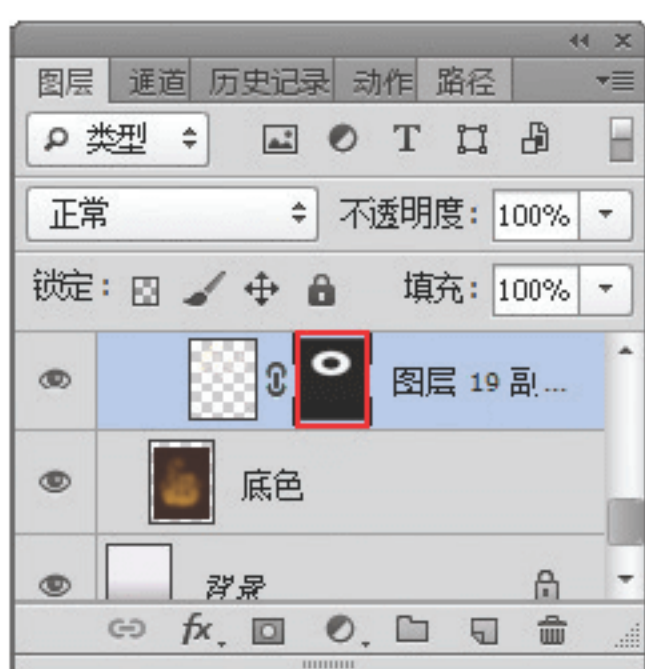 图层 通道 历史记录 动作 路径
类型 T
正常 不透明度: 100%
锁定: 填充: 100%
图层 19 副...
底色
背景
fx